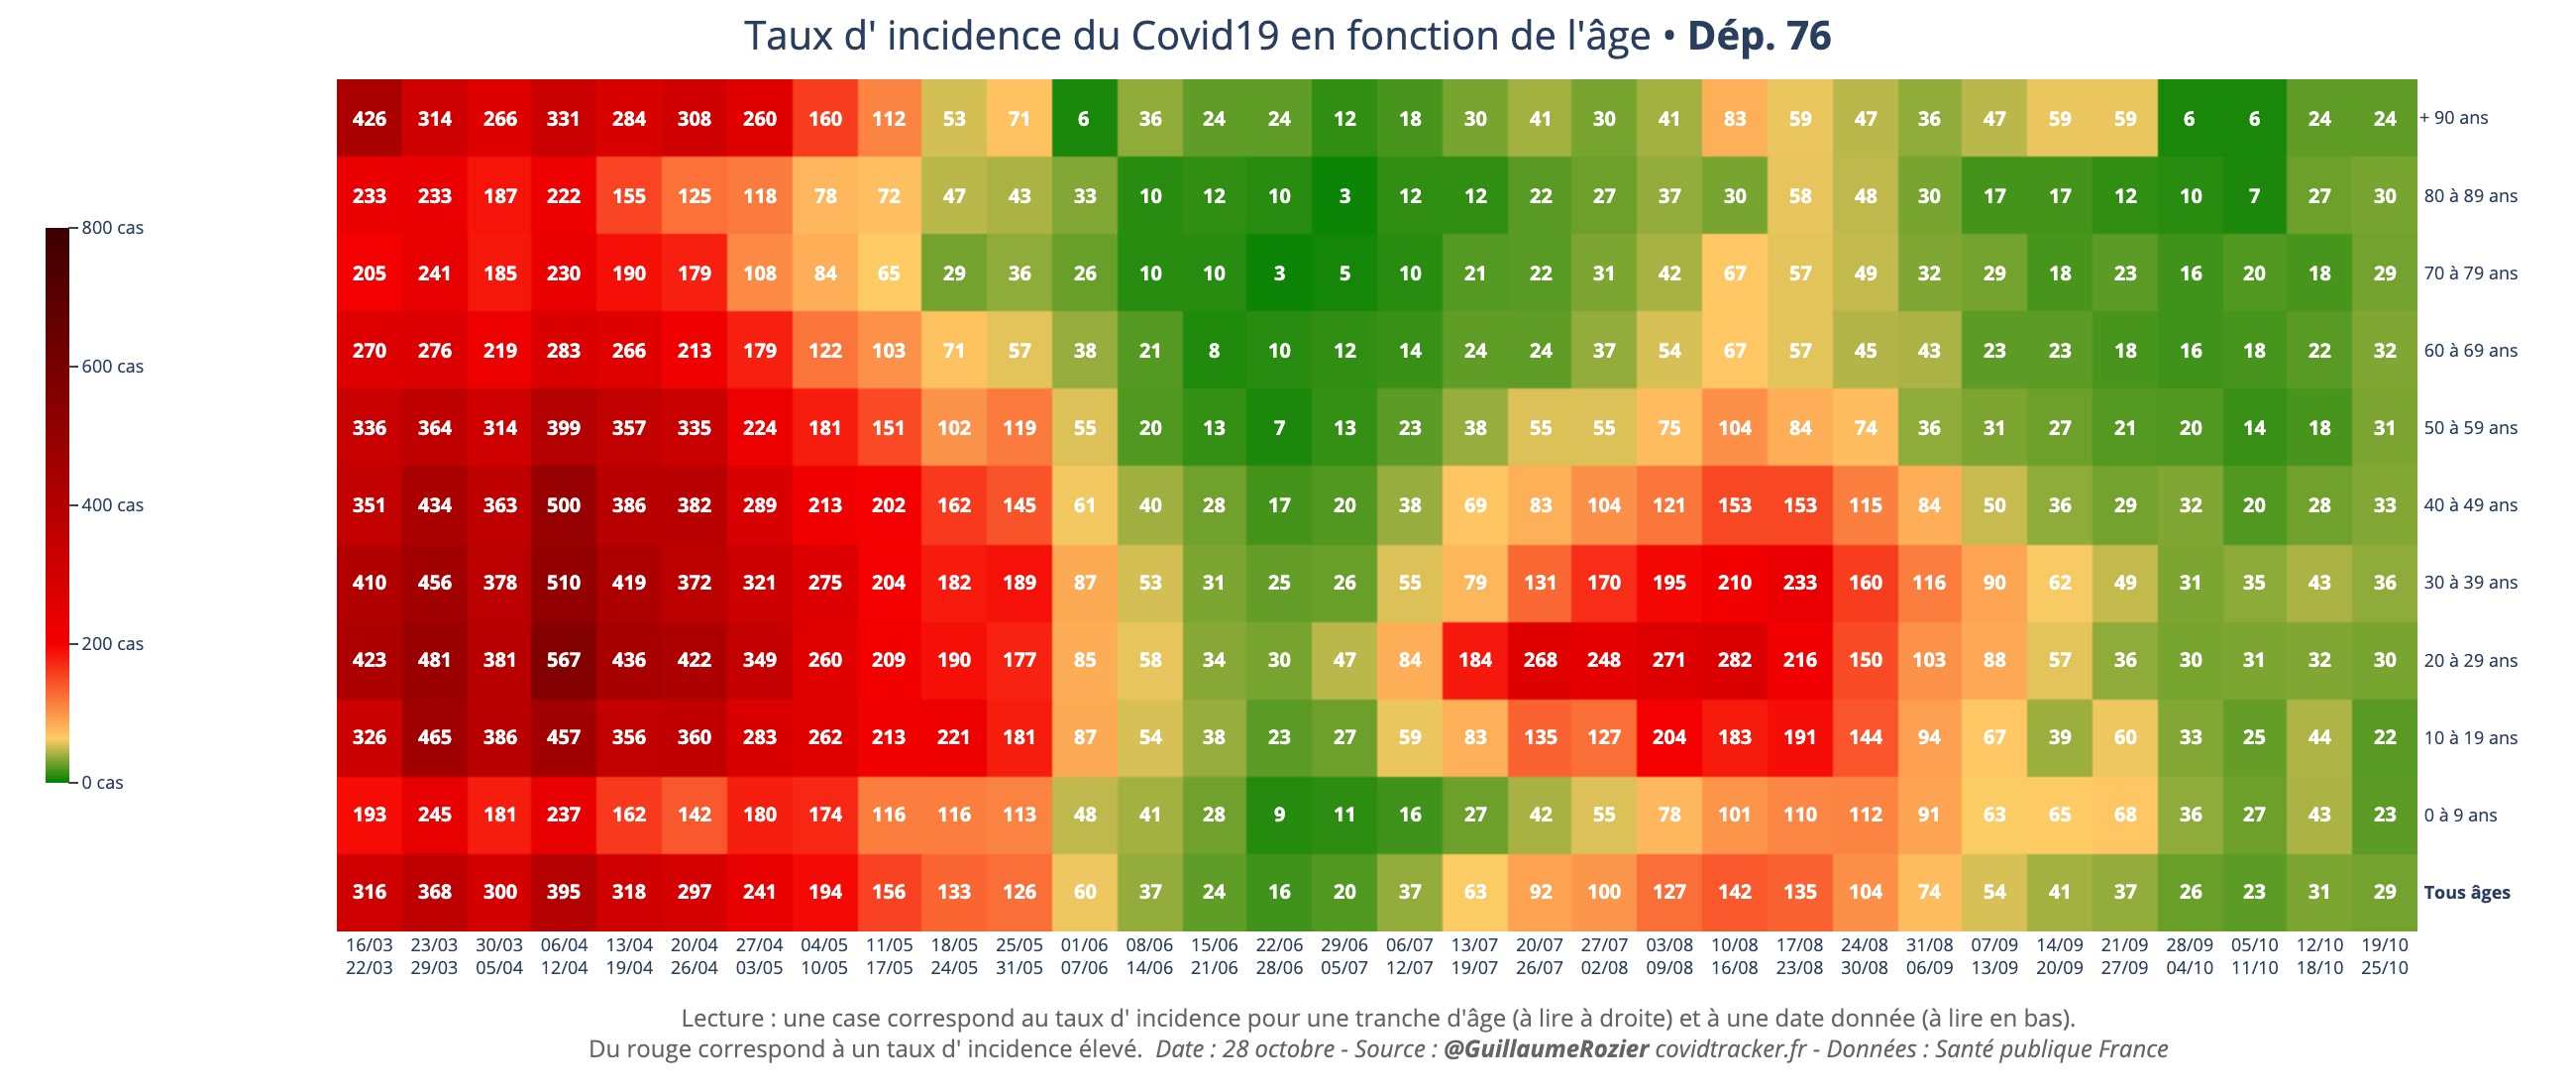 Taux d' incidence du Covid19 en fonction de l'âge • Dép. 76
800 cas
600 cas
400 cas
200 cas
0 cas
426 314 266 331 284 308 260 160 112 53 71 6 36 24 24 12 18 30 41 30 41 83 59 47 36 47 59 59 6 6 24 24 + 90 ans
233 233 187 222 155 125 118 78 72 47 43 33 10 12 10 3 12 12 22 27 37 30 58 48 30 17 17 12 10 7 27 30 80 à 89 ans
205 241 185 230 190 179 108 84 65 29 36 26 10 10 3 5 10 21 22 31 42 67 57 49 32 29 18 23 16 20 18 29 70 à 79 ans
270 276 219 283 266 213 179 122 103 71 57 38 21 8 10 12 14 24 24 37 54 67 57 45 43 23 23 18 16 18 22 32 60 à 69 ans
336 364 314 399 357 335 224 181 151 102 119 55 20 13 7 13 23 38 55 55 75 104 84 74 36 31 27 21 20 14 18 31 50 à 59 ans
351 434 363 500 386 382 289 213 202 162 145 61 40 28 17 20 38 69 83 104 121 153 153 115 84 50 36 29 32 20 28 33 40 à 49 ans
410 456 378 510 419 372 321 275 204 182 189 87 53 31 25 26 55 79 131 170 195 210 233 160 116 90 62 49 31 35 43 36 30 à 39 ans
423 481 381 567 436 422 349 260 209 190 177 85 58 34 30 47 84 184 268 248 271 282 216 150 103 88 57 36 30 31 32 30 20 à 29 ans
326 465 386 457 356 360 283 262 213 221 181 87 54 38 23 27 59 83 135 127 204 183 191 144 94 67 39 60 33 25 44 22 10 à 19 ans
193 245 181 237 162 142 180 174 116 116 113 48 41 28 9 11 16 27 42 55 78 101 110 112 91 63 65 68 36 27 43 23 0 à 9 ans
316 368 300 395 318 297 241 194 156 133 126 60 37 24 16 20 37 63 92 100 127 142 135 104 74 54 41 37 26 23 31 29 Tous âges
16/03 23/03 30/03 06/04 13/04 20/04 27/04 04/05 11/05 18/05 25/05 01/06 08/06 15/06 22/06 29/06 06/07 13/07 20/07 27/07 03/08 10/08 17/08 24/08 31/08 07/09 14/09 21/09 28/09 05/10 12/10 19/10
22/03 29/03 05/04 12/04 19/04 26/04 03/05 10/05 17/05 24/05 31/05 07/06 14/06 21/06 28/06 05/07 12/07 19/07 26/07 02/08 09/08 16/08 23/08 30/08 06/09 13/09 20/09 27/09 04/10 11/10 18/10 25/10
Lecture : une case correspond au taux d' incidence pour une tranche d'âge (à lire à droite) et à une date donnée (à lire en bas).
Du rouge correspond à un taux d' incidence élevé. Date : 28 octobre - Source : @GuillaumeRozier covidtracker.fr - Données : Santé publique France